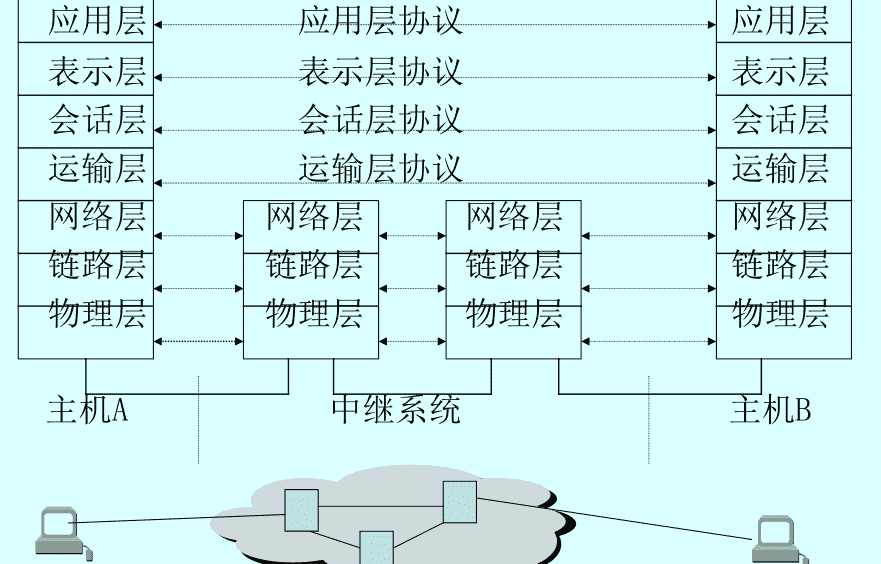 应用层 应用层协议 应用层
表示层 表示层协议 表示层
会话层 会话层协议 会话层
运输层 运输层协议 运输层
网络层 网络层 网络层 网络层
链路层 链路层 链路层 链路层
物理层 物理层 物理层 物理层
主机A 中继系统 主机B